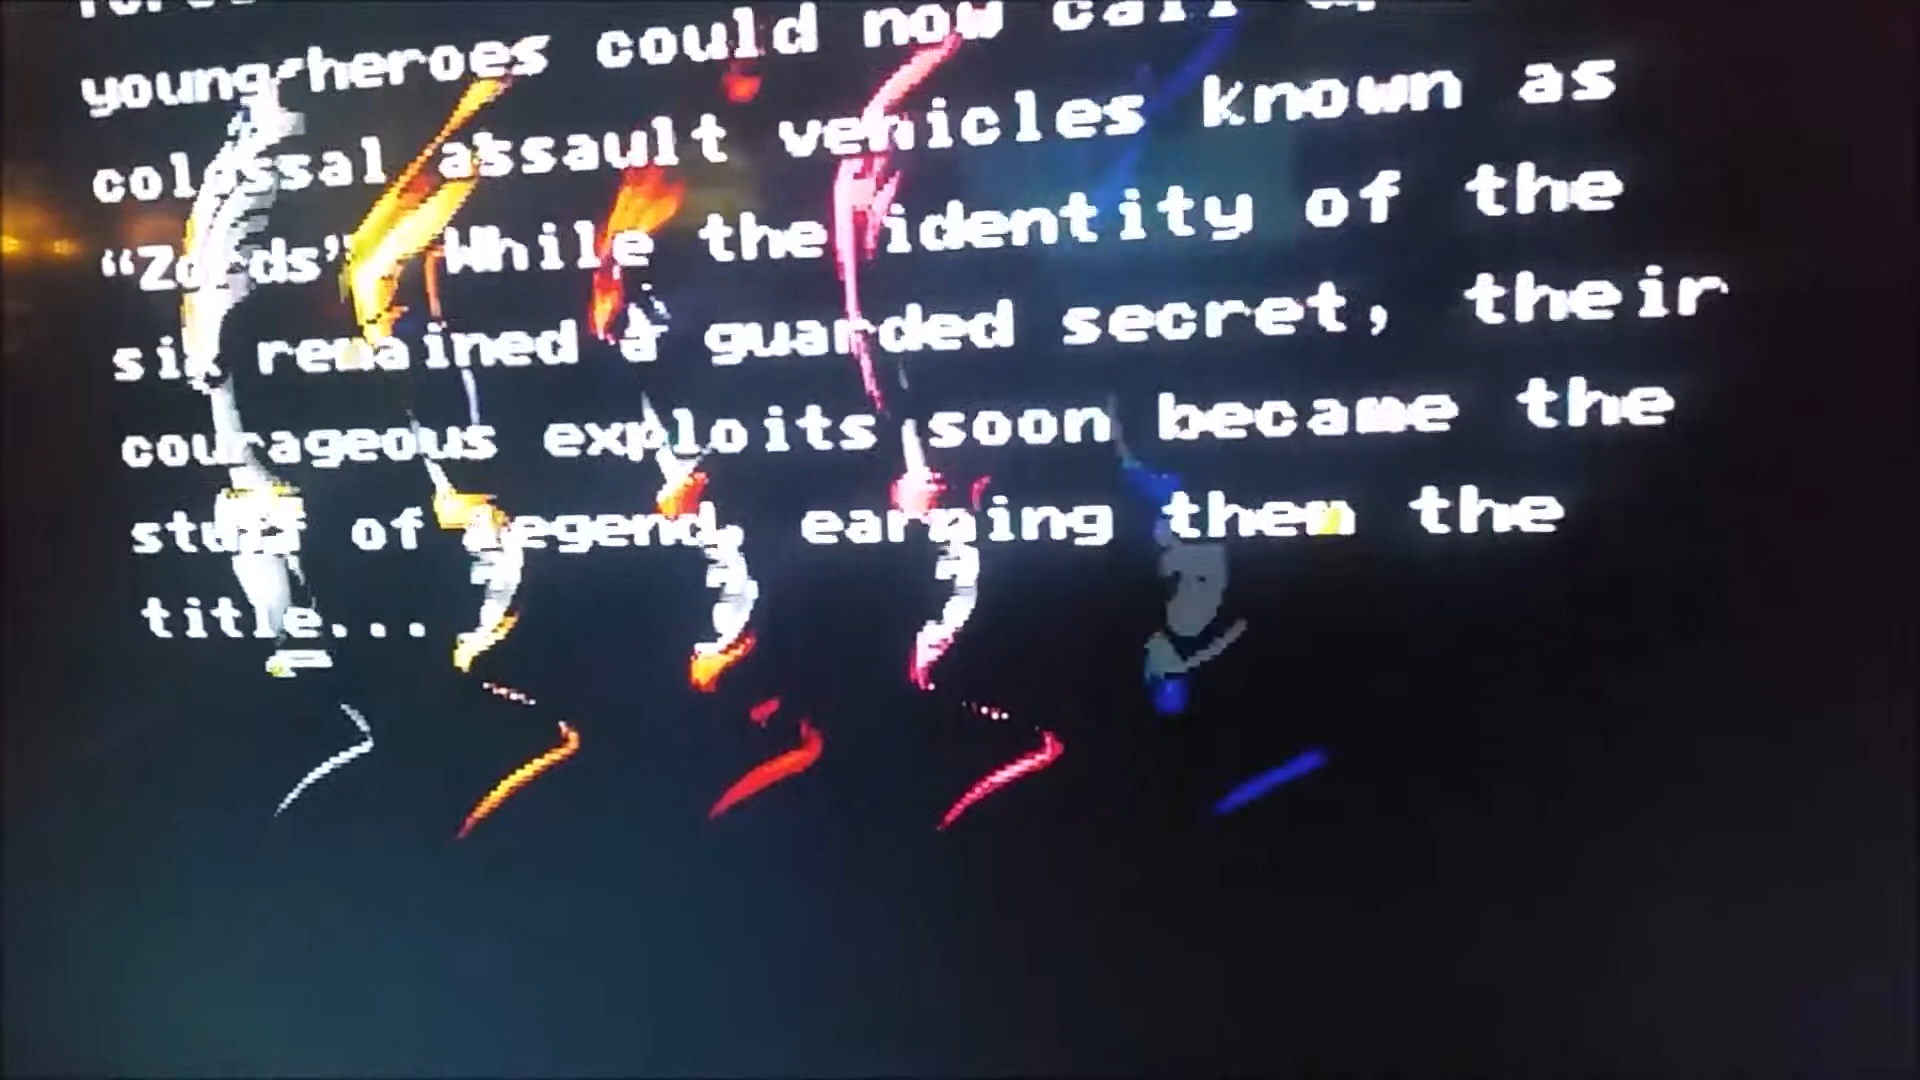 young heroes could now call
colossal assault vehicles known as
“Zords”. While the identity of the
six remained a guarded secret, their
courageous exploits soon became the
stuff of legend, earning them the
title...